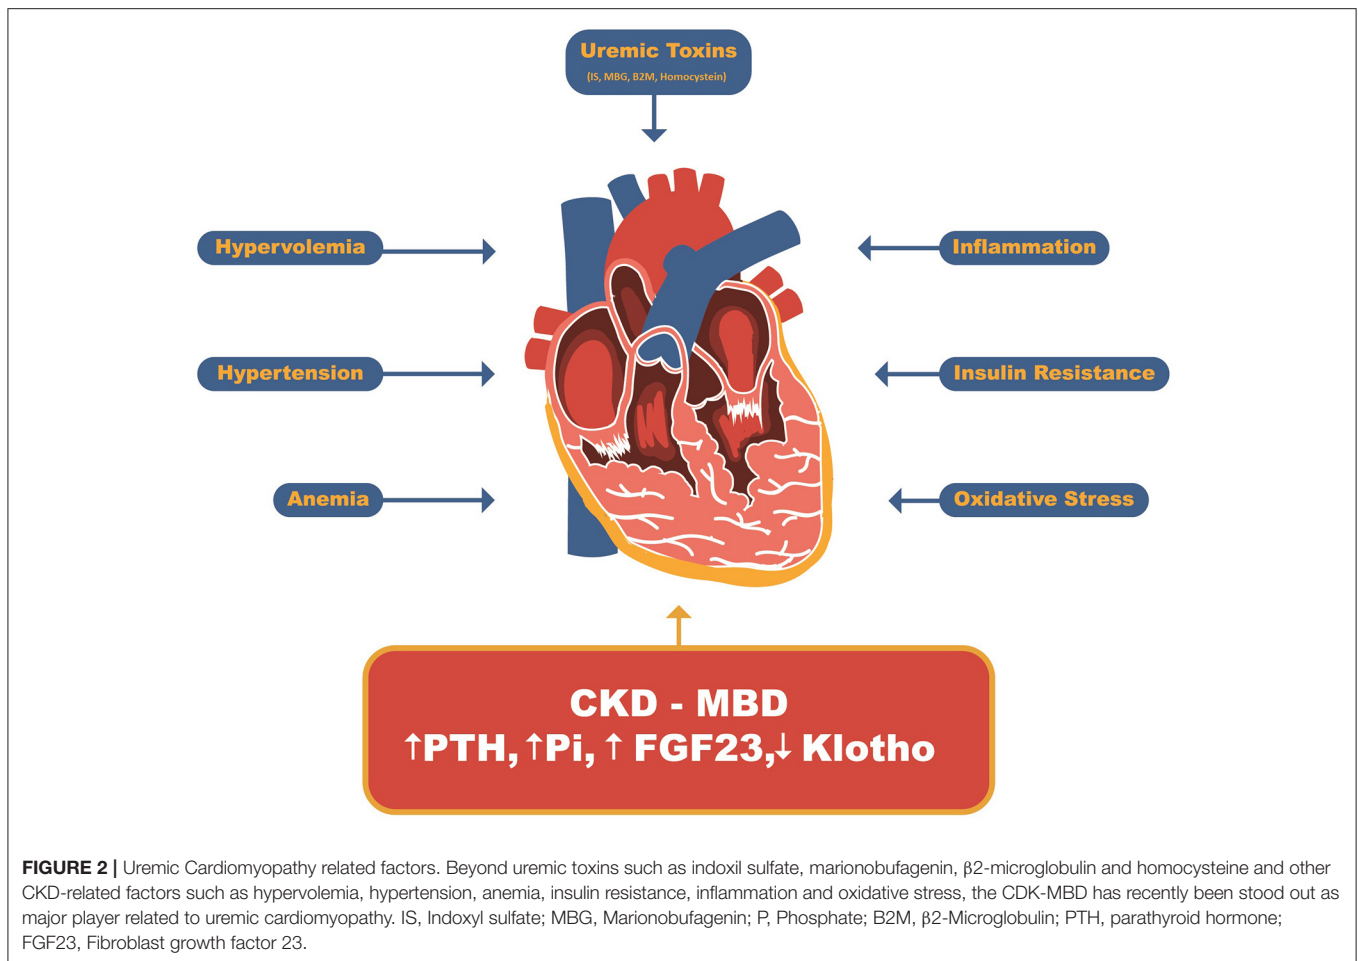 Uremic Toxins
(IS, MBG, B2M, Homocystein)
Hypervolemia
Inflammation
Hypertension
Insulin Resistance
Anemia
Oxidative Stress
CKD - MBD
↑PTH, ↑Pi, ↑ FGF23,↓ Klotho
FIGURE 2 | Uremic Cardiomyopathy related factors. Beyond uremic toxins such as indoxil sulfate, marionobufagenin, β2-microglobulin and homocysteine and other
CKD-related factors such as hypervolemia, hypertension, anemia, insulin resistance, inflammation and oxidative stress, the CDK-MBD has recently been stood out as
major player related to uremic cardiomyopathy. IS, Indoxyl sulfate; MBG, Marionobufagenin; P, Phosphate; B2M, β2-Microglobulin; PTH, parathyroid hormone;
FGF23, Fibroblast growth factor 23.